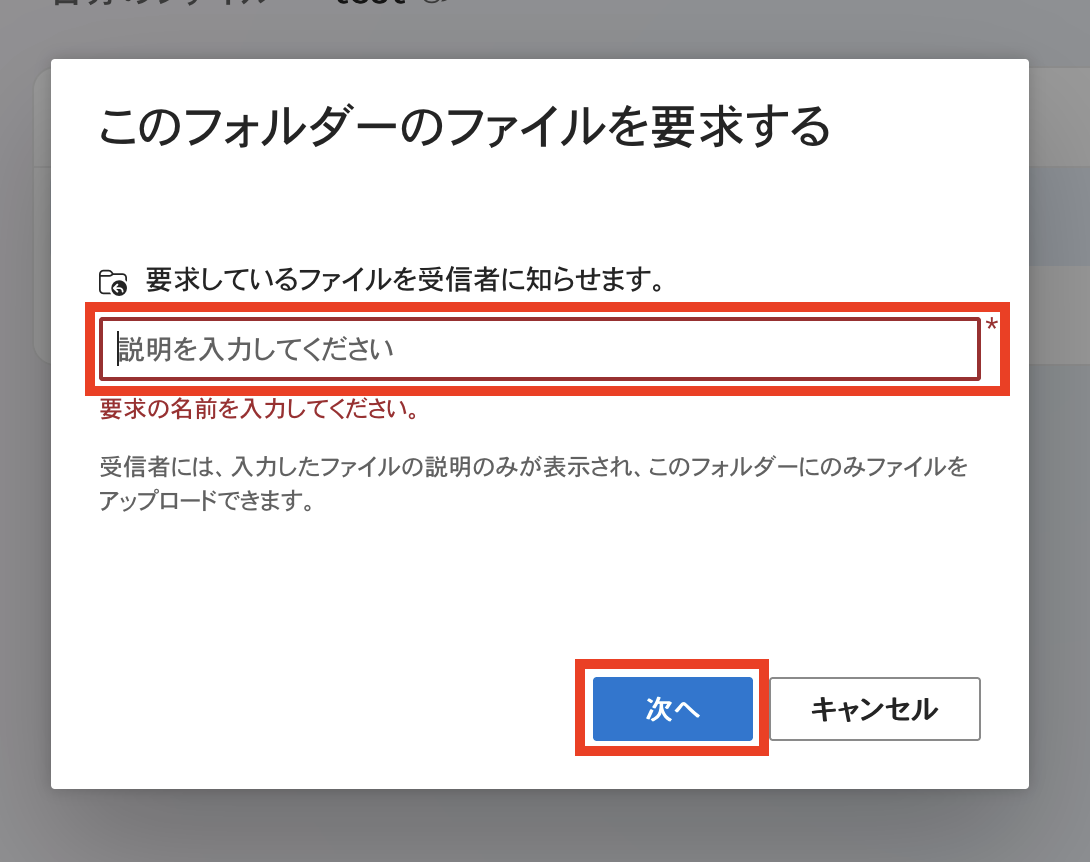 このフォルダーのファイルを要求する
要求しているファイルを受信者に知らせます。
説明を入力してください
*
要求の名前を入力してください。
受信者には、入力したファイルの説明のみが表示され、このフォルダーにのみファイルを
アップロードできます。
次へ
キャンセル